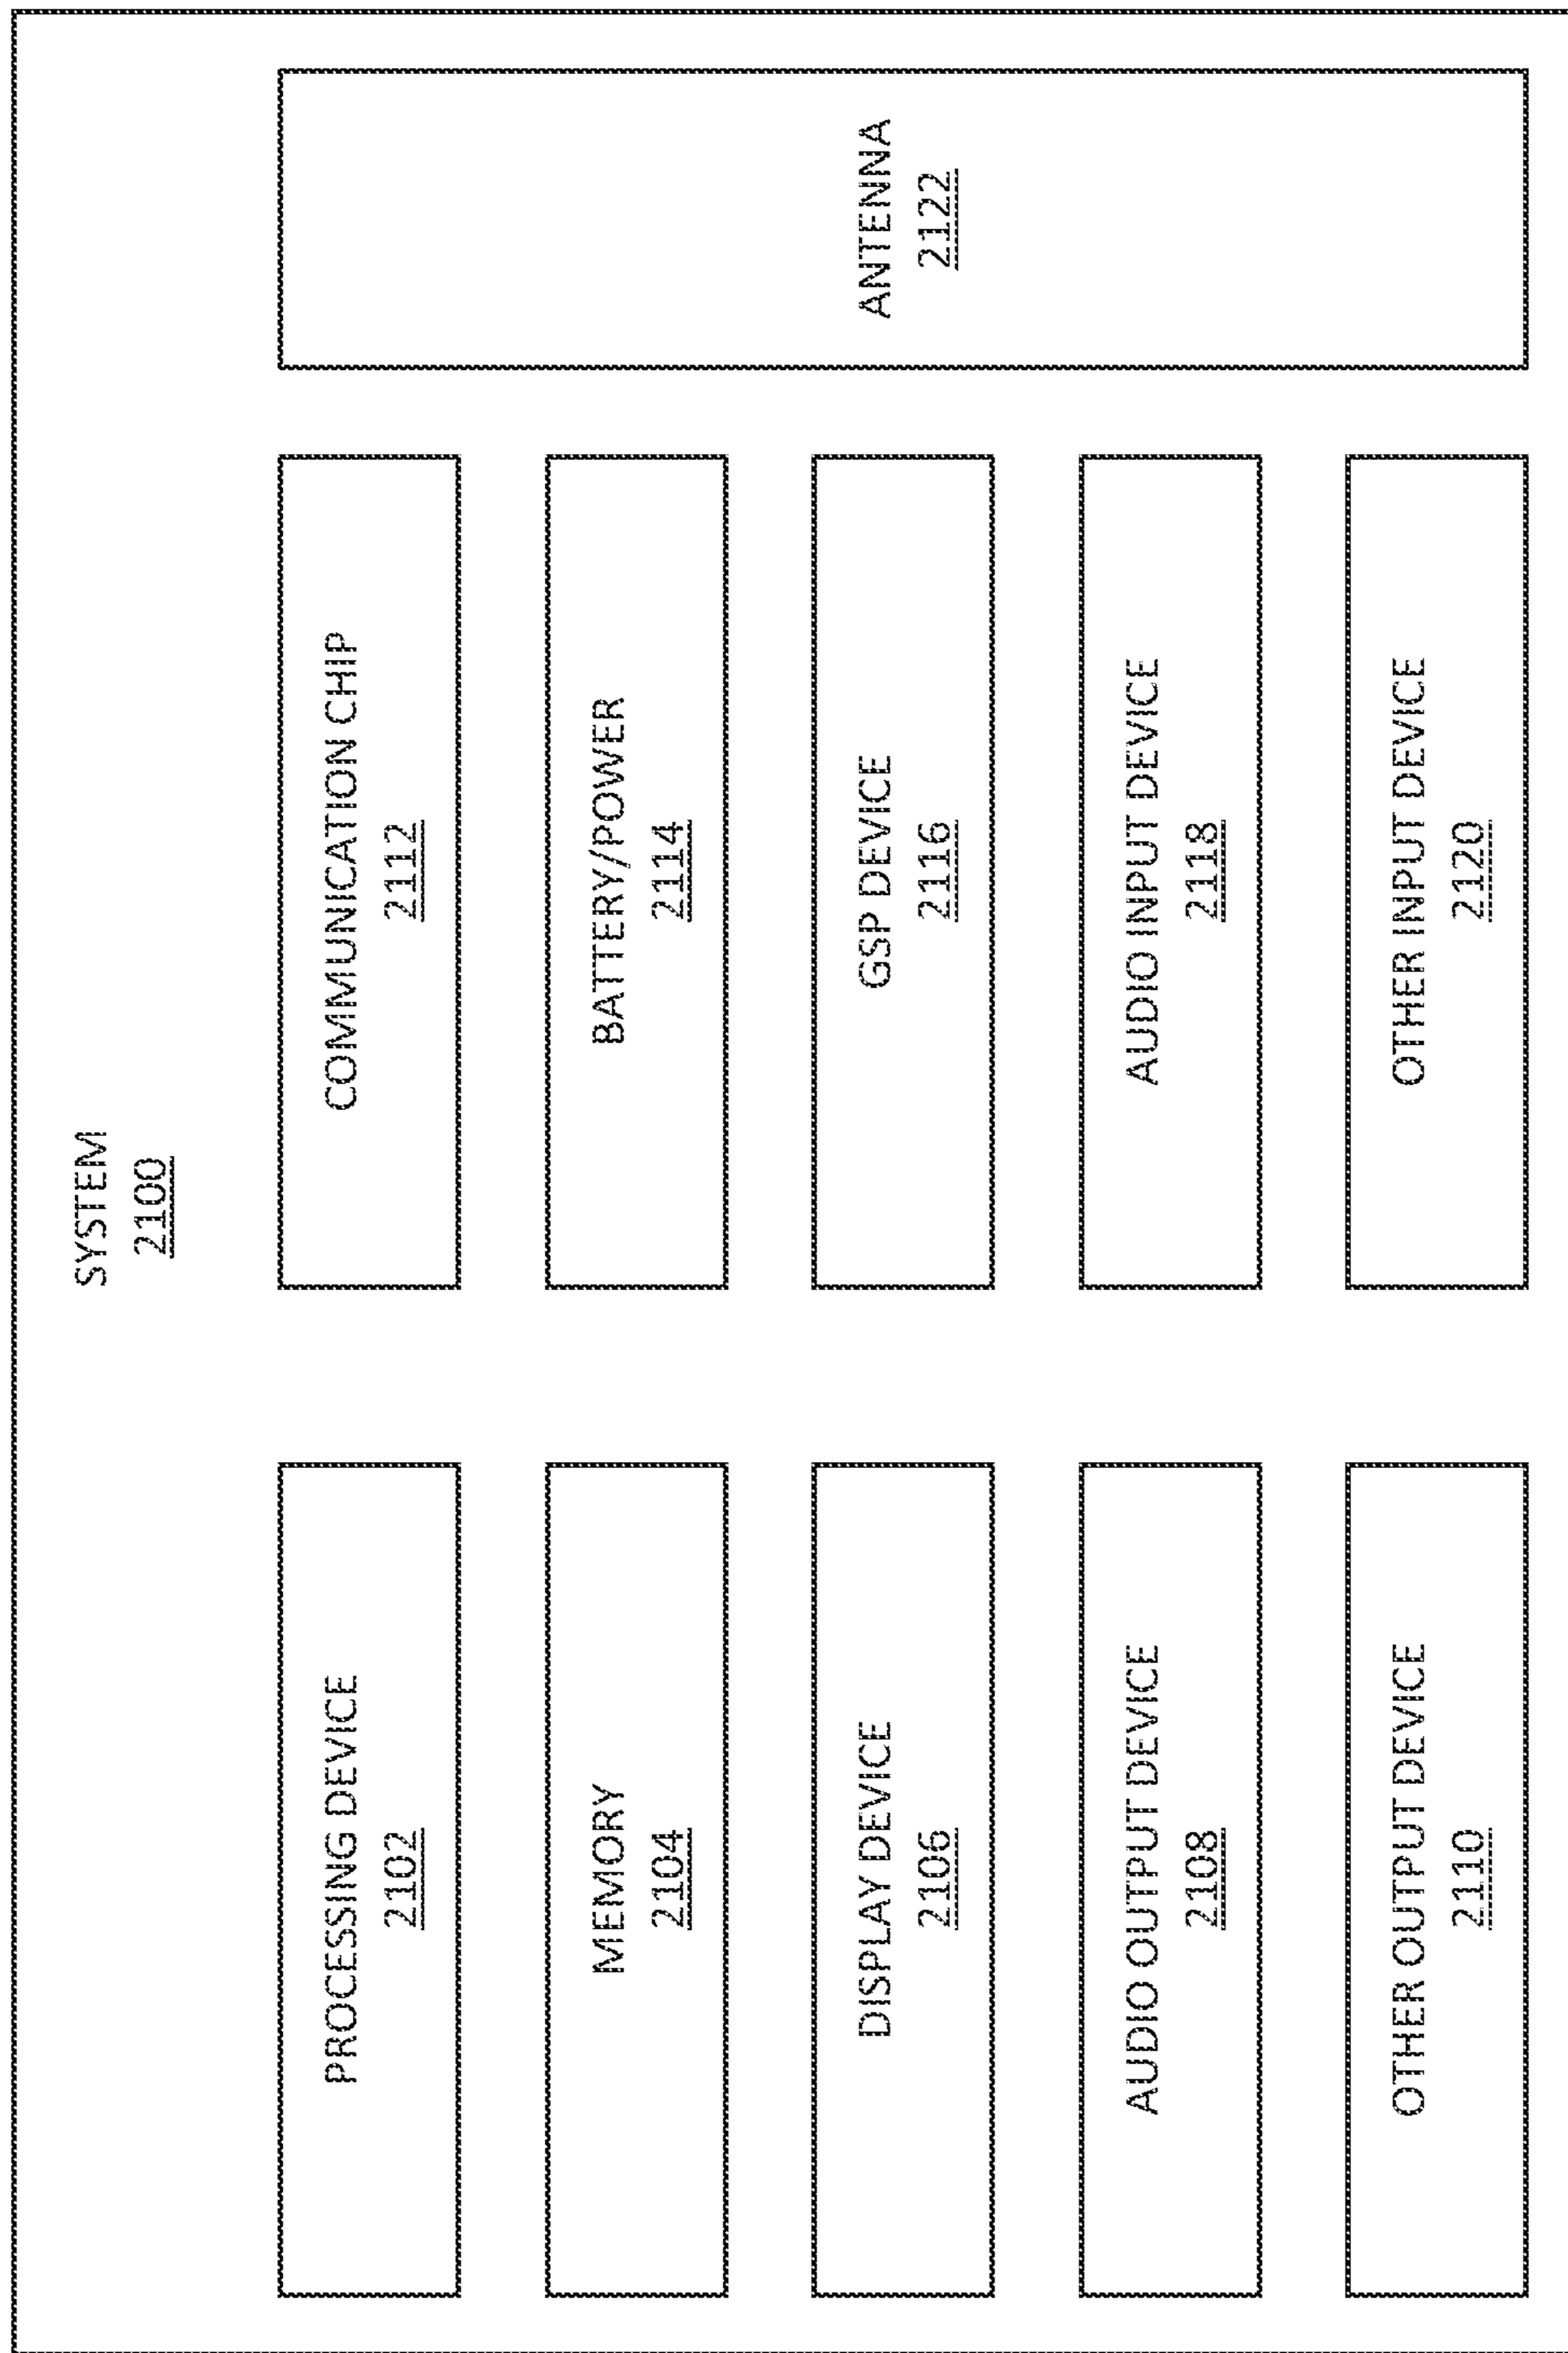 SYSTEM
2100
PROCESSING DEVICE
2102
MEMORY
2104
DISPLAY DEVICE
2106
AUDIO OUTPUT DEVICE
2108
OTHER OUTPUT DEVICE
2110
COMMUNICATION CHIP
2112
BATTERY/POWER
2114
GSP DEVICE
2116
AUDIO INPUT DEVICE
2118
OTHER INPUT DEVICE
2120
ANTENNA
2122